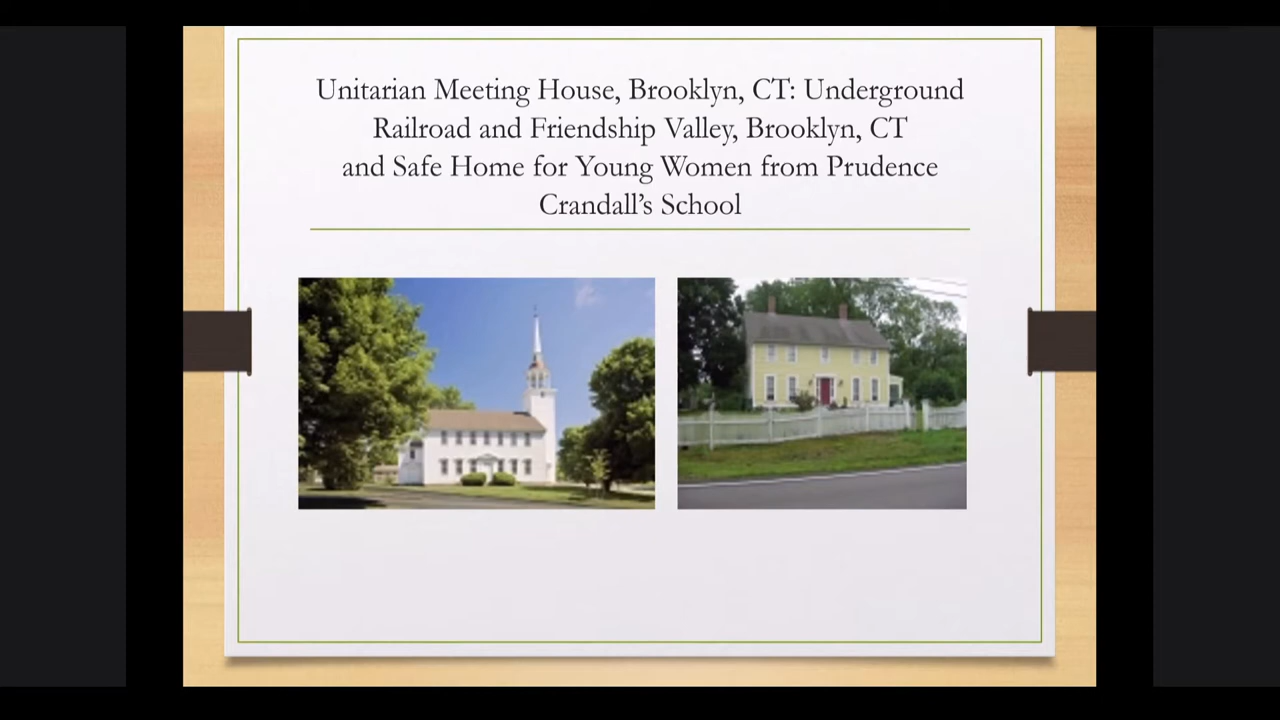 Unitarian Meeting House, Brooklyn, CT: Underground
Railroad and Friendship Valley, Brooklyn, CT
and Safe Home for Young Women from Prudence
Crandall’s School